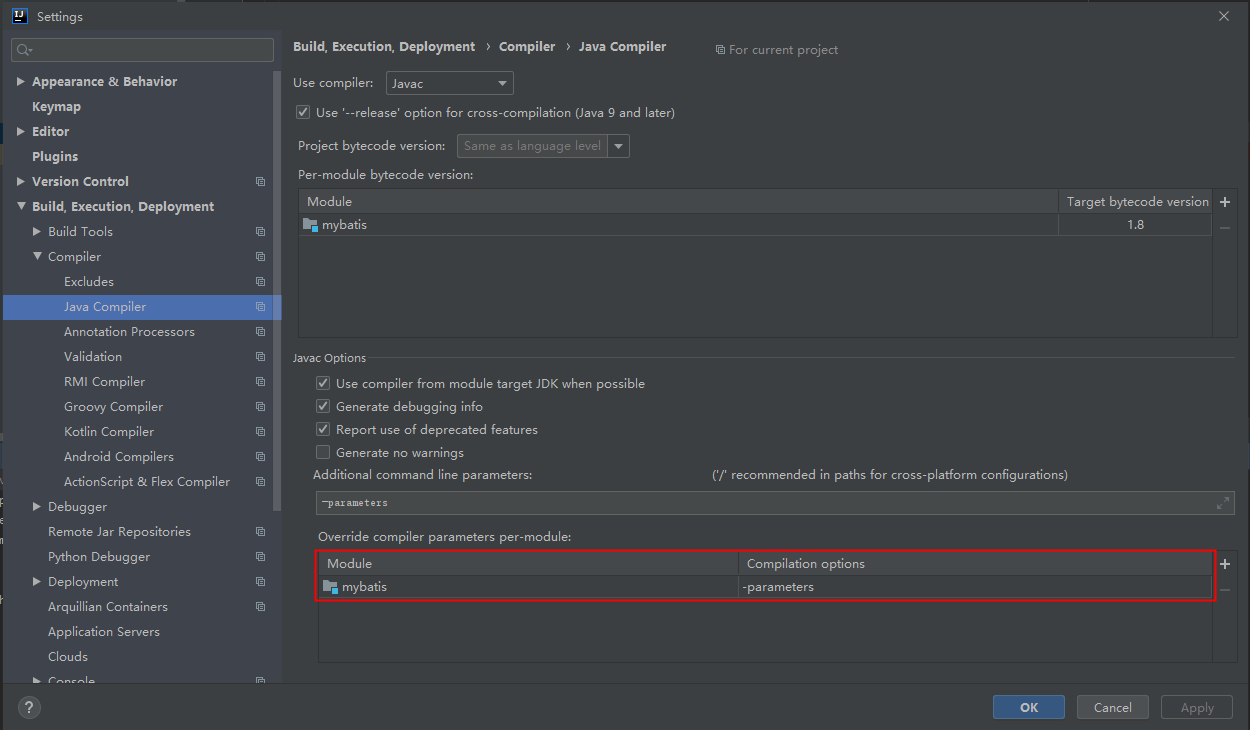 Settings
Build, Execution, Deployment › Compiler › Java Compiler
For current project
Appearance & Behavior
Keymap
Editor
Plugins
Version Control
Build, Execution, Deployment
Build Tools
Compiler
Excludes
Java Compiler
Annotation Processors
Validation
RMI Compiler
Groovy Compiler
Kotlin Compiler
Android Compilers
ActionScript & Flex Compiler
Debugger
Remote Jar Repositories
Python Debugger
Deployment
Arquillian Containers
Application Servers
Clouds
Console
Use compiler: Javac
Use '--release' option for cross-compilation (Java 9 and later)
Project bytecode version: Same as language level
Per-module bytecode version:
Module Target bytecode version
mybatis 1.8
Javac Options
Use compiler from module target JDK when possible
Generate debugging info
Report use of deprecated features
Generate no warnings
Additional command line parameters: ('/' recommended in paths for cross-platform configurations)
-parameters
Override compiler parameters per-module:
Module Compilation options
mybatis -parameters
? OK Cancel Apply